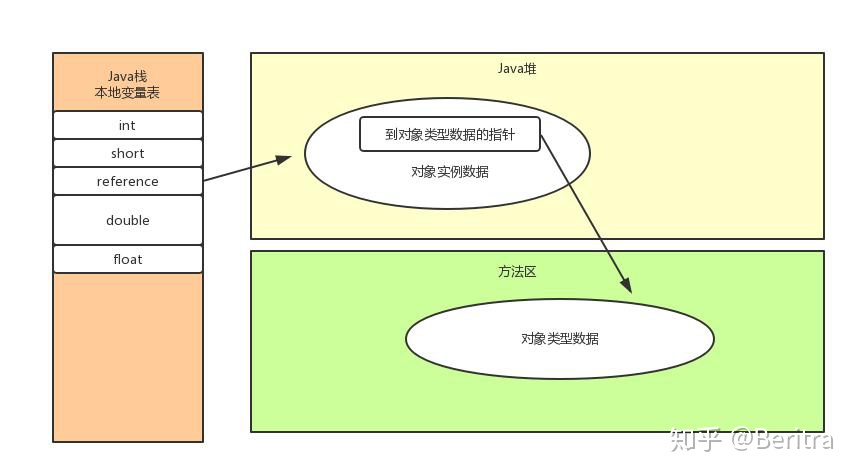 Java栈
本地变量表
int
short
reference
double
float
Java堆
到对象类型数据的指针
对象实例数据
方法区
对象类型数据
知乎 @Beritra